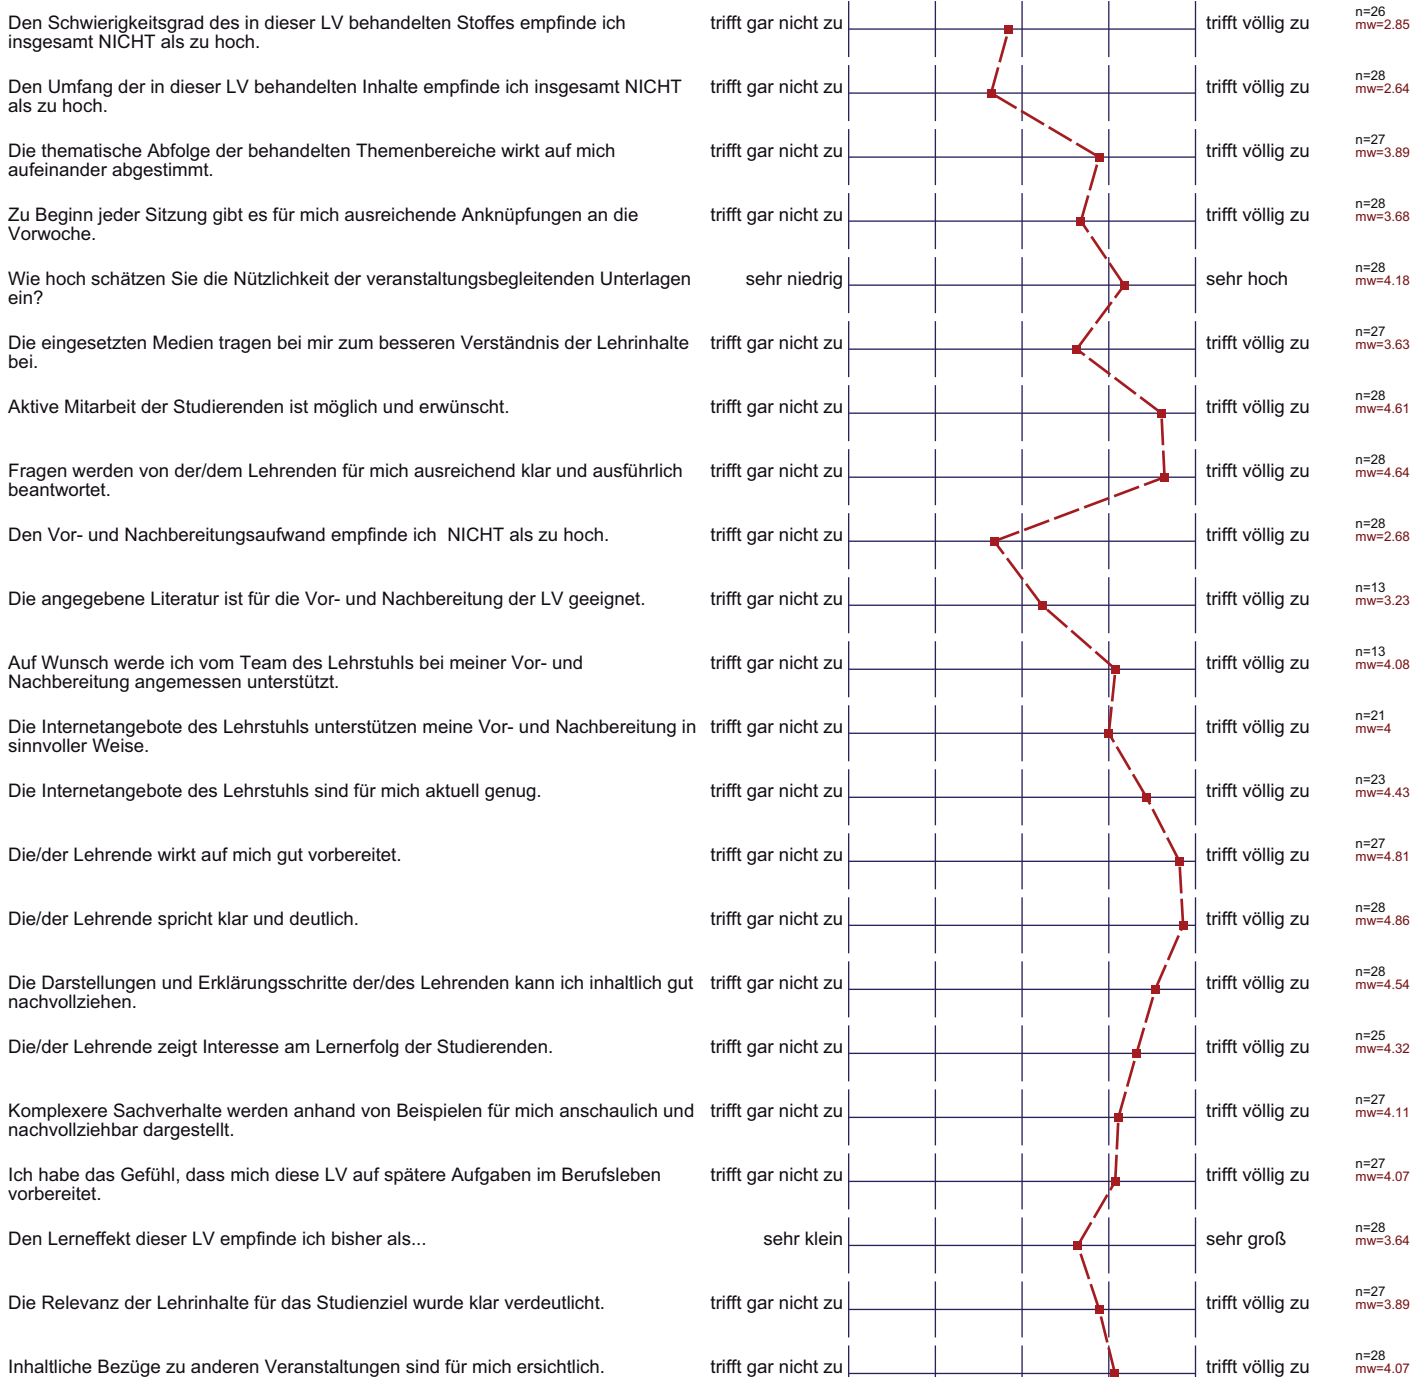 Den Schwierigkeitsgrad des in dieser LV behandelten Stoffes empfinde ich
insgesamt NICHT als zu hoch.
trifft gar nicht zu
trifft völlig zu
n=26
mw=2.85
Den Umfang der in dieser LV behandelten Inhalte empfinde ich insgesamt NICHT
als zu hoch.
trifft gar nicht zu
trifft völlig zu
n=28
mw=2.64
Die thematische Abfolge der behandelten Themenbereiche wirkt auf mich
aufeinander abgestimmt.
trifft gar nicht zu
trifft völlig zu
n=27
mw=3.89
Zu Beginn jeder Sitzung gibt es für mich ausreichende Anknüpfungen an die
Vorwoche.
trifft gar nicht zu
trifft völlig zu
n=28
mw=3.68
Wie hoch schätzen Sie die Nützlichkeit der veranstaltungsbegleitenden Unterlagen
ein?
sehr niedrig
sehr hoch
n=28
mw=4.18
Die eingesetzten Medien tragen bei mir zum besseren Verständnis der Lehrinhalte
bei.
trifft gar nicht zu
trifft völlig zu
n=27
mw=3.63
Aktive Mitarbeit der Studierenden ist möglich und erwünscht.
trifft gar nicht zu
trifft völlig zu
n=28
mw=4.61
Fragen werden von der/dem Lehrenden für mich ausreichend klar und ausführlich
beantwortet.
trifft gar nicht zu
trifft völlig zu
n=28
mw=4.64
Den Vor- und Nachbereitungsaufwand empfinde ich  NICHT als zu hoch.
trifft gar nicht zu
trifft völlig zu
n=28
mw=2.68
Die angegebene Literatur ist für die Vor- und Nachbereitung der LV geeignet.
trifft gar nicht zu
trifft völlig zu
n=13
mw=3.23
Auf Wunsch werde ich vom Team des Lehrstuhls bei meiner Vor- und
Nachbereitung angemessen unterstützt.
trifft gar nicht zu
trifft völlig zu
n=13
mw=4.08
Die Internetangebote des Lehrstuhls unterstützen meine Vor- und Nachbereitung in
sinnvoller Weise.
trifft gar nicht zu
trifft völlig zu
n=21
mw=4
Die Internetangebote des Lehrstuhls sind für mich aktuell genug.
trifft gar nicht zu
trifft völlig zu
n=23
mw=4.43
Die/der Lehrende wirkt auf mich gut vorbereitet.
trifft gar nicht zu
trifft völlig zu
n=27
mw=4.81
Die/der Lehrende spricht klar und deutlich.
trifft gar nicht zu
trifft völlig zu
n=28
mw=4.86
Die Darstellungen und Erklärungsschritte der/des Lehrenden kann ich inhaltlich gut
nachvollziehen.
trifft gar nicht zu
trifft völlig zu
n=28
mw=4.54
Die/der Lehrende zeigt Interesse am Lernerfolg der Studierenden.
trifft gar nicht zu
trifft völlig zu
n=25
mw=4.32
Komplexere Sachverhalte werden anhand von Beispielen für mich anschaulich und
nachvollziehbar dargestellt.
trifft gar nicht zu
trifft völlig zu
n=27
mw=4.11
Ich habe das Gefühl, dass mich diese LV auf spätere Aufgaben im Berufsleben
vorbereitet.
trifft gar nicht zu
trifft völlig zu
n=27
mw=4.07
Den Lerneffekt dieser LV empfinde ich bisher als...
sehr klein
sehr groß
n=28
mw=3.64
Die Relevanz der Lehrinhalte für das Studienziel wurde klar verdeutlicht.
trifft gar nicht zu
trifft völlig zu
n=27
mw=3.89
Inhaltliche Bezüge zu anderen Veranstaltungen sind für mich ersichtlich.
trifft gar nicht zu
trifft völlig zu
n=28
mw=4.07